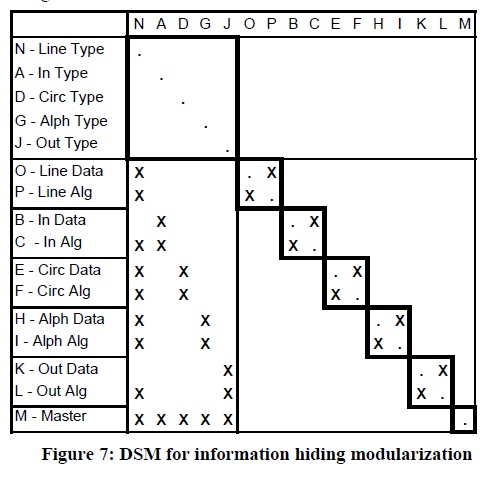 N A D G J O P B C E F H I K L M
N - Line Type .
A - In Type .
D - Circ Type .
G - Alph Type .
J - Out Type .
O - Line Data X . X
P - Line Alg X X .
B - In Data X . X
C - In Alg X X X .
E - Circ Data X X . X
F - Circ Alg X X X .
H - Alph Data X X . X
I - Alph Alg X X X .
K - Out Data X . X
L - Out Alg X X X .
M - Master X X X X X .
Figure 7: DSM for information hiding modularization